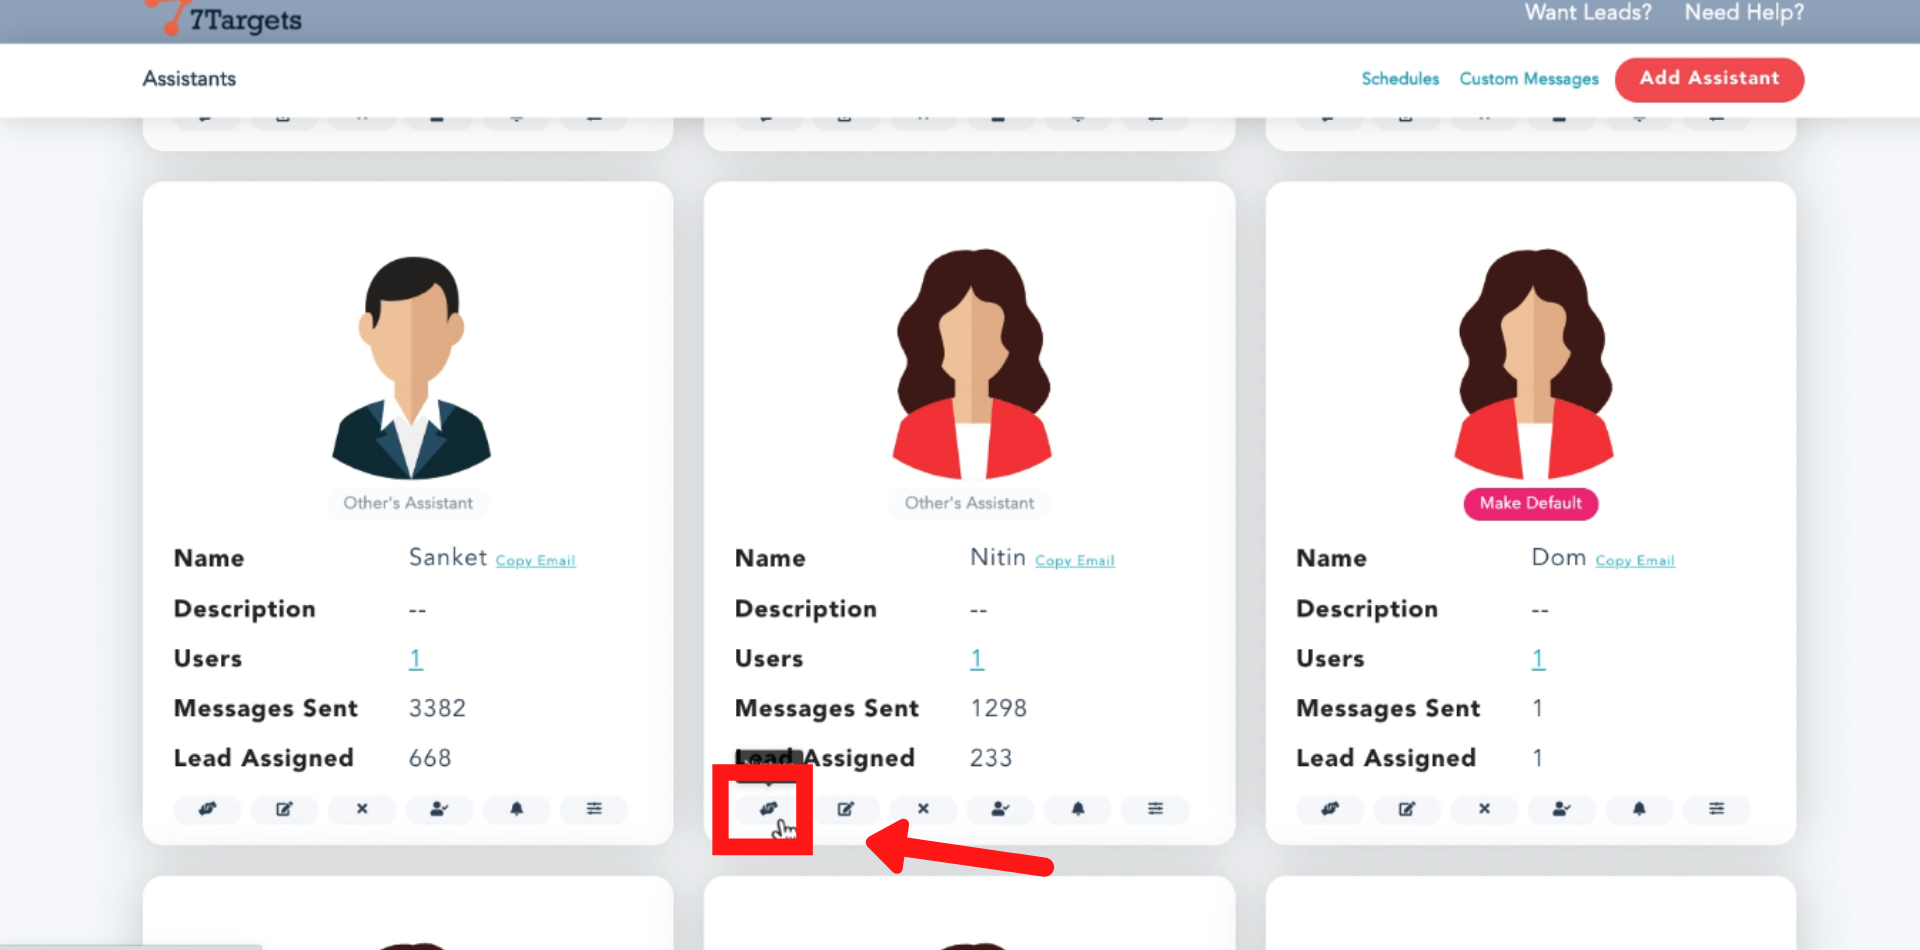 7Targets
Want Leads? Need Help?
Assistants
Schedules Custom Messages Add Assistant
Other's Assistant
Name Sanket Copy Email
Description --
Users 1
Messages Sent 3382
Lead Assigned 668
Other's Assistant
Name Nitin Copy Email
Description --
Users 1
Messages Sent 1298
Lead Assigned 233
Make Default
Name Dom Copy Email
Description --
Users 1
Messages Sent 1
Lead Assigned 1